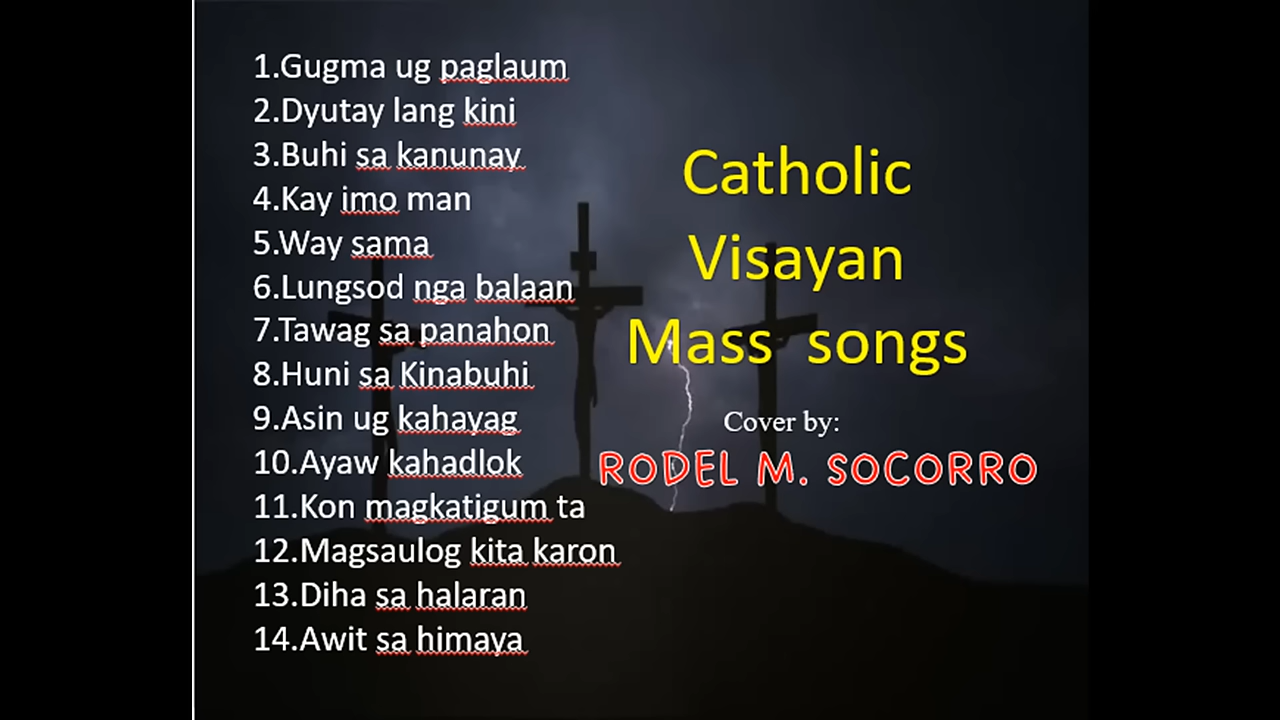 1.Gugma ug paglaum
2.Dyutay lang kini
3.Buhi sa kanunay
4.Kay imo man
5.Way sama
6.Lungsod nga balaan
7.Tawag sa panahon
8.Huni sa Kinabuhi
9.Asin ug kahayag
10.Ayaw kahadlok
11.Kon magkatigum ta
12.Magsaulog kita karon
13.Diha sa halaran
14.Awit sa himaya
Catholic
Visayan
Mass songs
Cover by:
RODEL M. SOCORRO